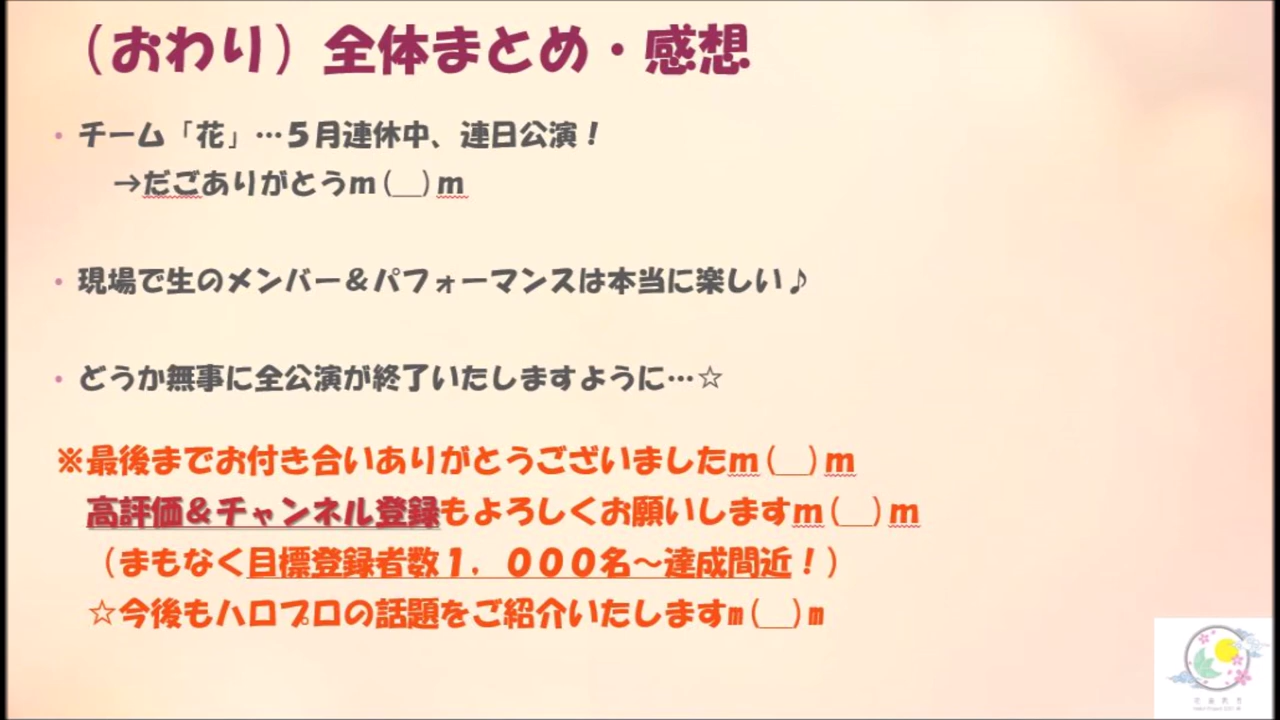 （おわり）全体まとめ・感想
・チーム「花」…５月連休中、連日公演！
→だごありがとうm(__)m
・現場で生のメンバー＆パフォーマンスは本当に楽しい♪
・どうか無事に全公演が終了いたしますように…☆
※最後までお付き合いありがとうございましたm(__)m
高評価＆チャンネル登録もよろしくお願いしますm(__)m
（まもなく目標登録者数１，０００名～達成間近！）
☆今後もハロプロの話題をご紹介いたしますm(__)m